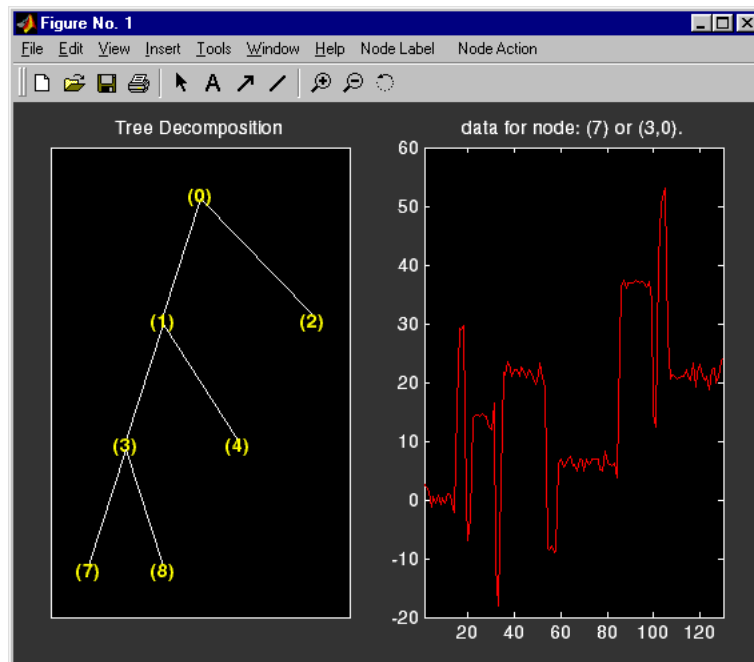 Figure No. 1
File Edit View Insert Tools Window Help Node Label Node Action
A
Tree Decomposition
(0)
(1)
(2)
(3)
(4)
(7)
(8)
data for node: (7) or (3,0).
60
50
40
30
20
10
0
-10
-20
20 40 60 80 100 120